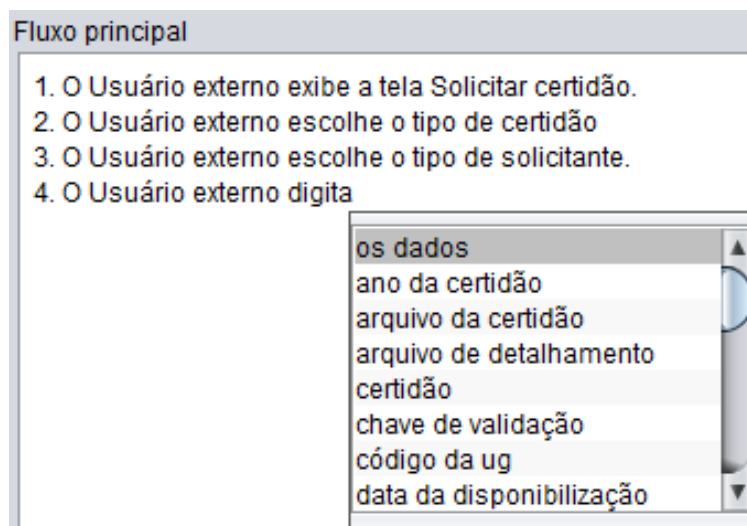 Fluxo principal
1. O Usuário externo exibe a tela Solicitar certidão.
2. O Usuário externo escolhe o tipo de certidão
3. O Usuário externo escolhe o tipo de solicitante.
4. O Usuário externo digita
os dados
ano da certidão
arquivo da certidão
arquivo de detalhamento
certidão
chave de validação
código da ug
data da disponibilização